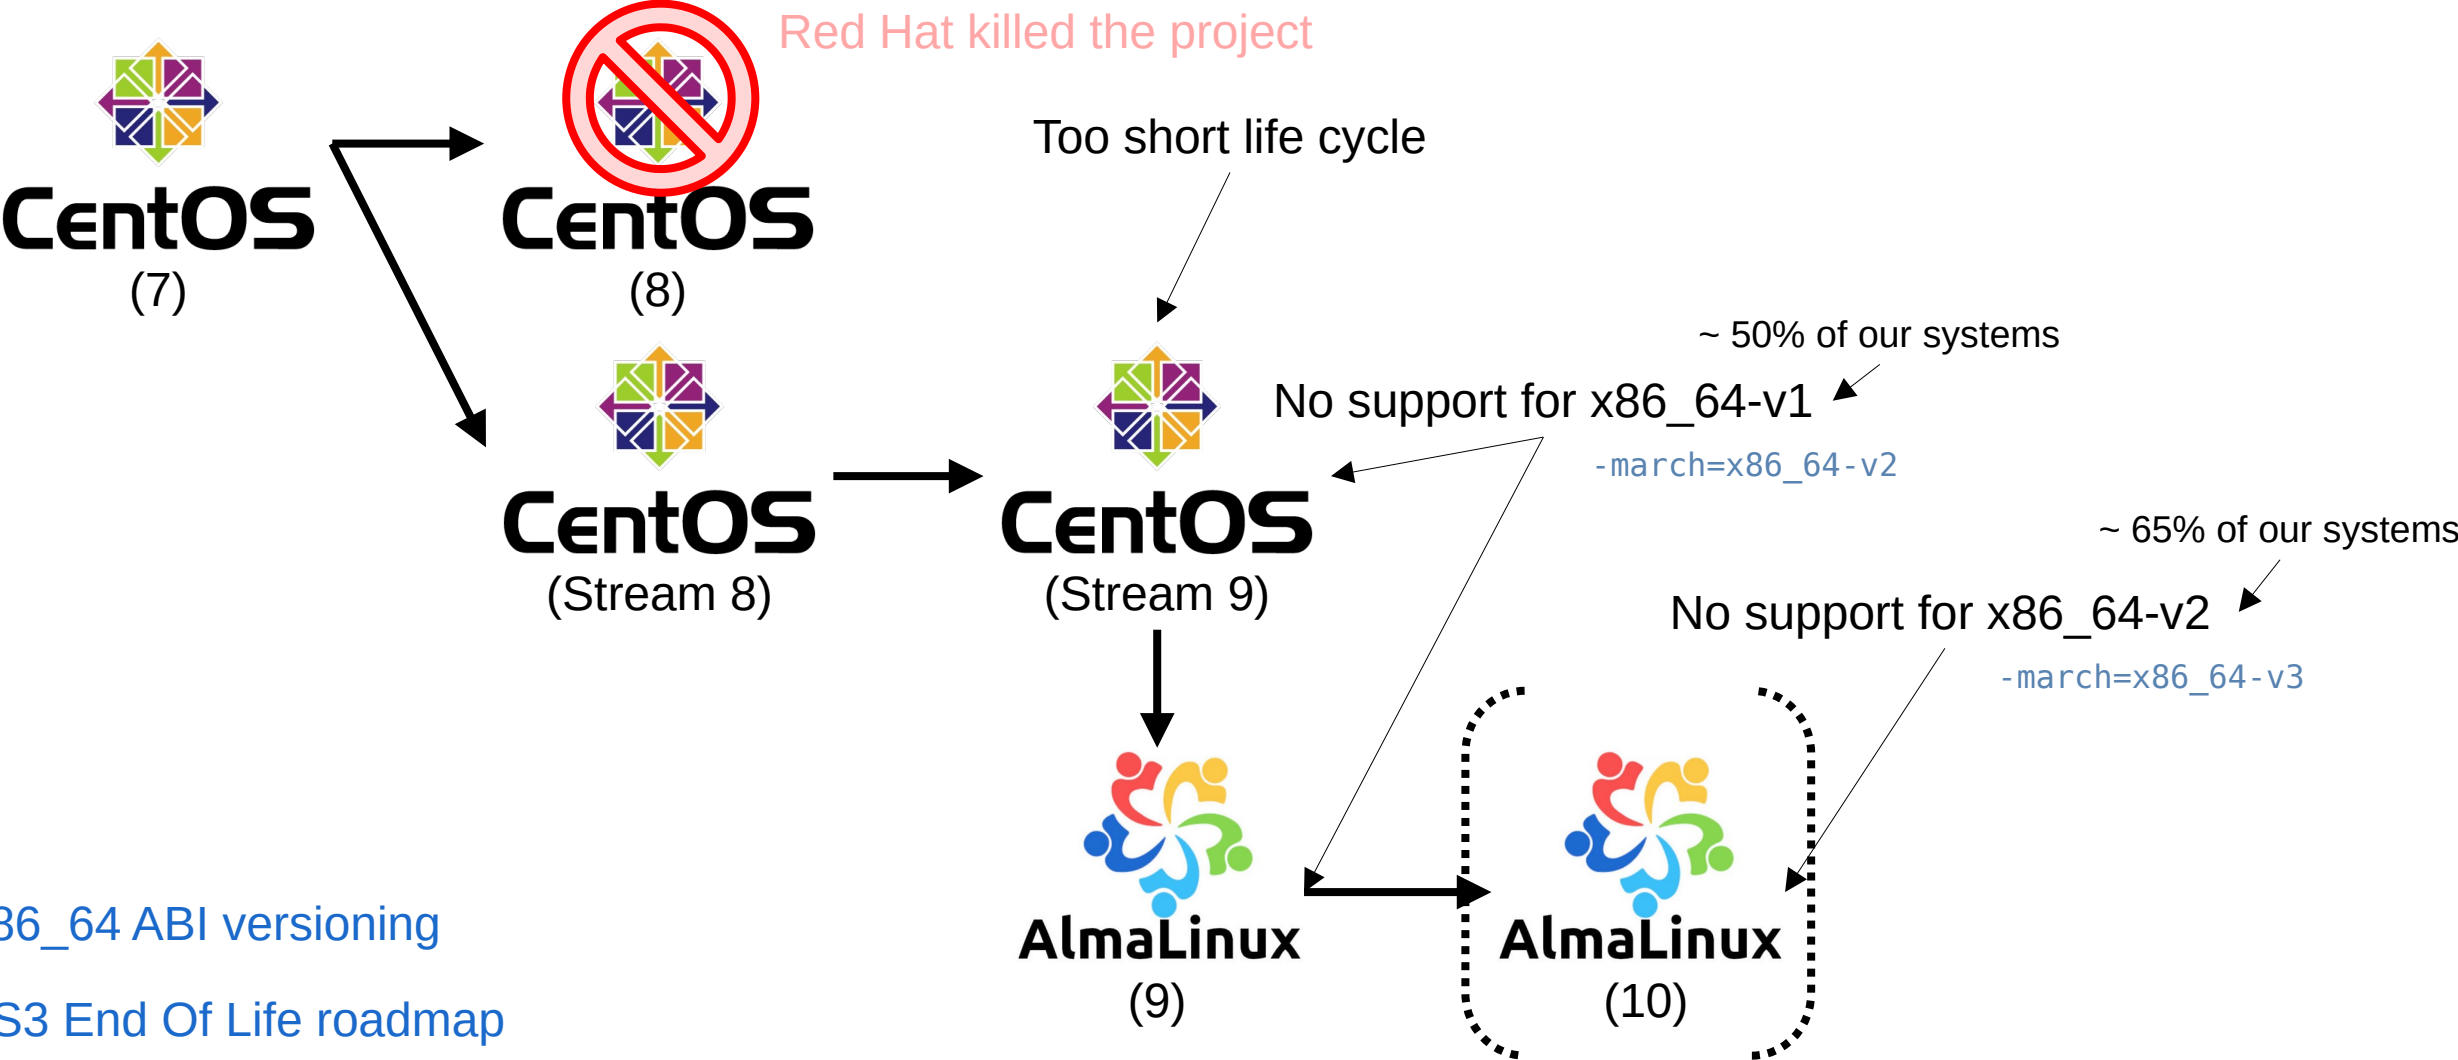 Red Hat killed the project
CentOS
(7)
CentOS
(8)
Too short life cycle
~ 50% of our systems
No support for x86_64-v1
-march=x86_64-v2
CentOS
(Stream 8)
CentOS
(Stream 9)
~ 65% of our systems
No support for x86_64-v2
-march=x86_64-v3
AlmaLinux
(9)
AlmaLinux
(10)
86_64 ABI versioning
S3 End Of Life roadmap